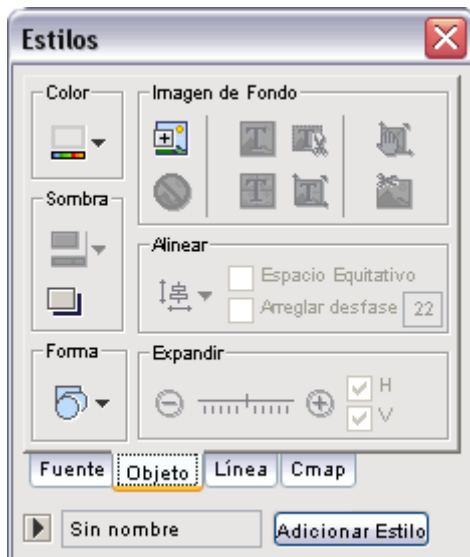 Estilos
Color
Imagen de Fondo
Sombra
Alinear
Espacio Equitativo
Arreglar desfase 22
Forma
Expandir
H
V
Fuente Objeto Línea Cmap
Sin nombre Adicionar Estilo